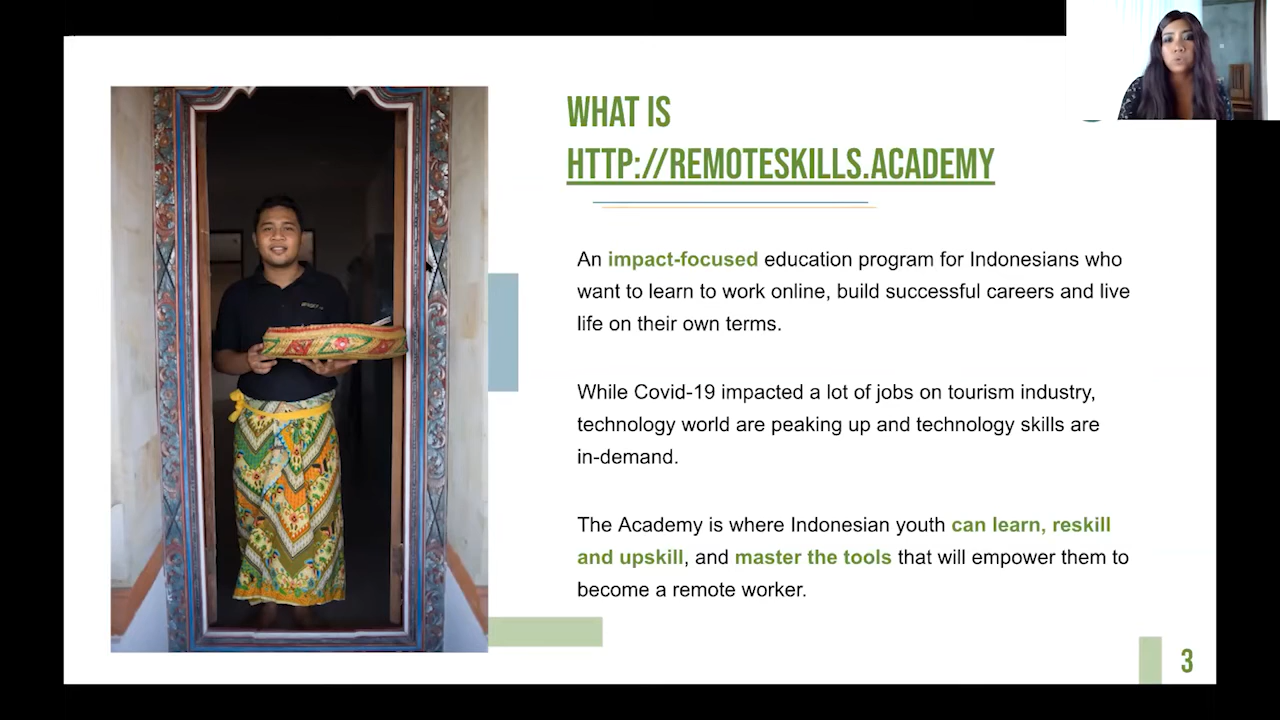 WHAT IS
HTTP://REMOTESKILLS.ACADEMY
An impact-focused education program for Indonesians who
want to learn to work online, build successful careers and live
life on their own terms.
While Covid-19 impacted a lot of jobs on tourism industry,
technology world are peaking up and technology skills are
in-demand.
The Academy is where Indonesian youth can learn, reskill
and upskill, and master the tools that will empower them to
become a remote worker.
3